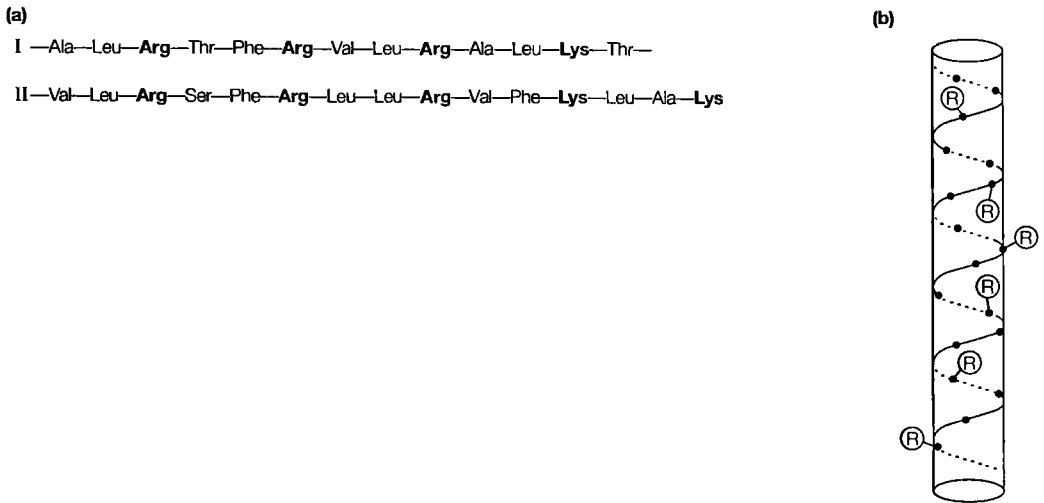 (a)
I —Ala—Leu—Arg—Thr—Phe—Arg—Val—Leu—Arg—Ala—Leu—Lys—Thr—
II—Val—Leu—Arg—Ser—Phe—Arg—Leu—Leu—Arg—Val—Phe—Lys—Leu—Ala—Lys
(b)
R
R
R
R
R
R